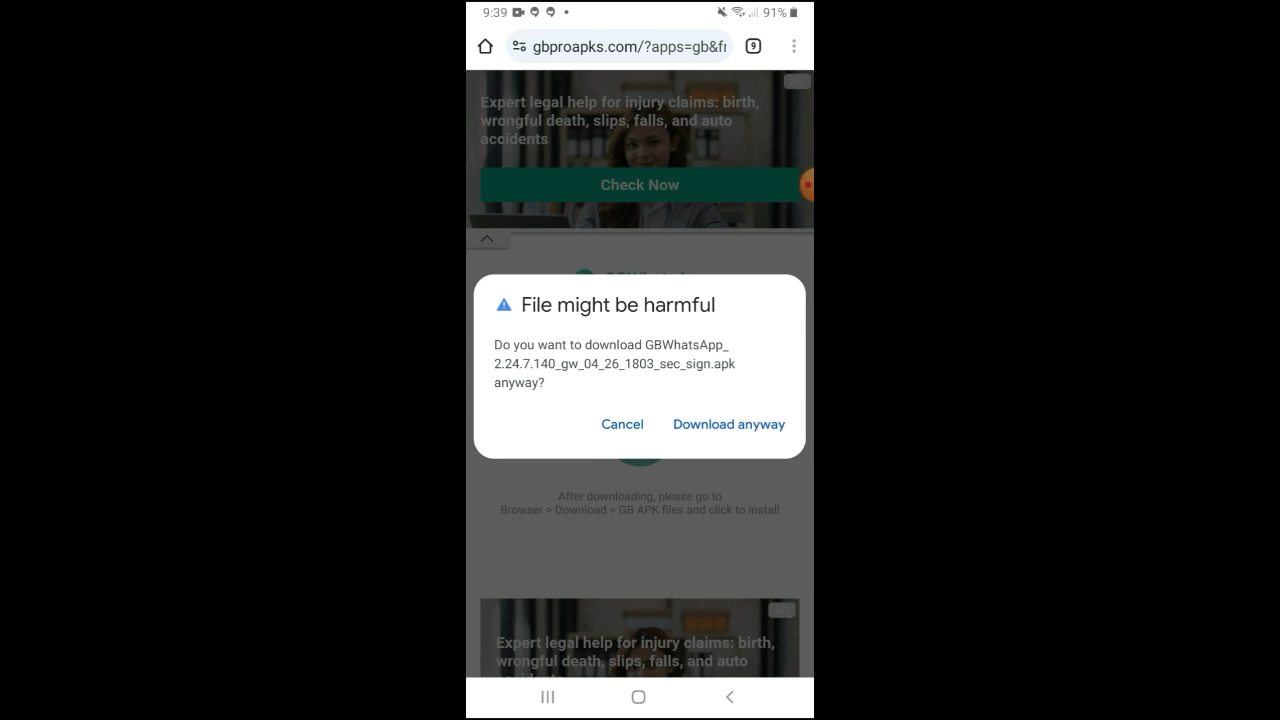 9:39
91%
gbproapks.com/?apps=gb&fr
9
AD
Expert legal help for injury claims: birth,
wrongful death, slips, falls, and auto
accidents
Check Now
File might be harmful
Do you want to download GBWhatsApp_
2.24.7.140_gw_04_26_1803_sec_sign.apk
anyway?
Cancel
Download anyway
After downloading, please go to
Browser > Download > GB APK files and click to install
AD
Expert legal help for injury claims: birth,
wrongful death, slips, falls, and auto